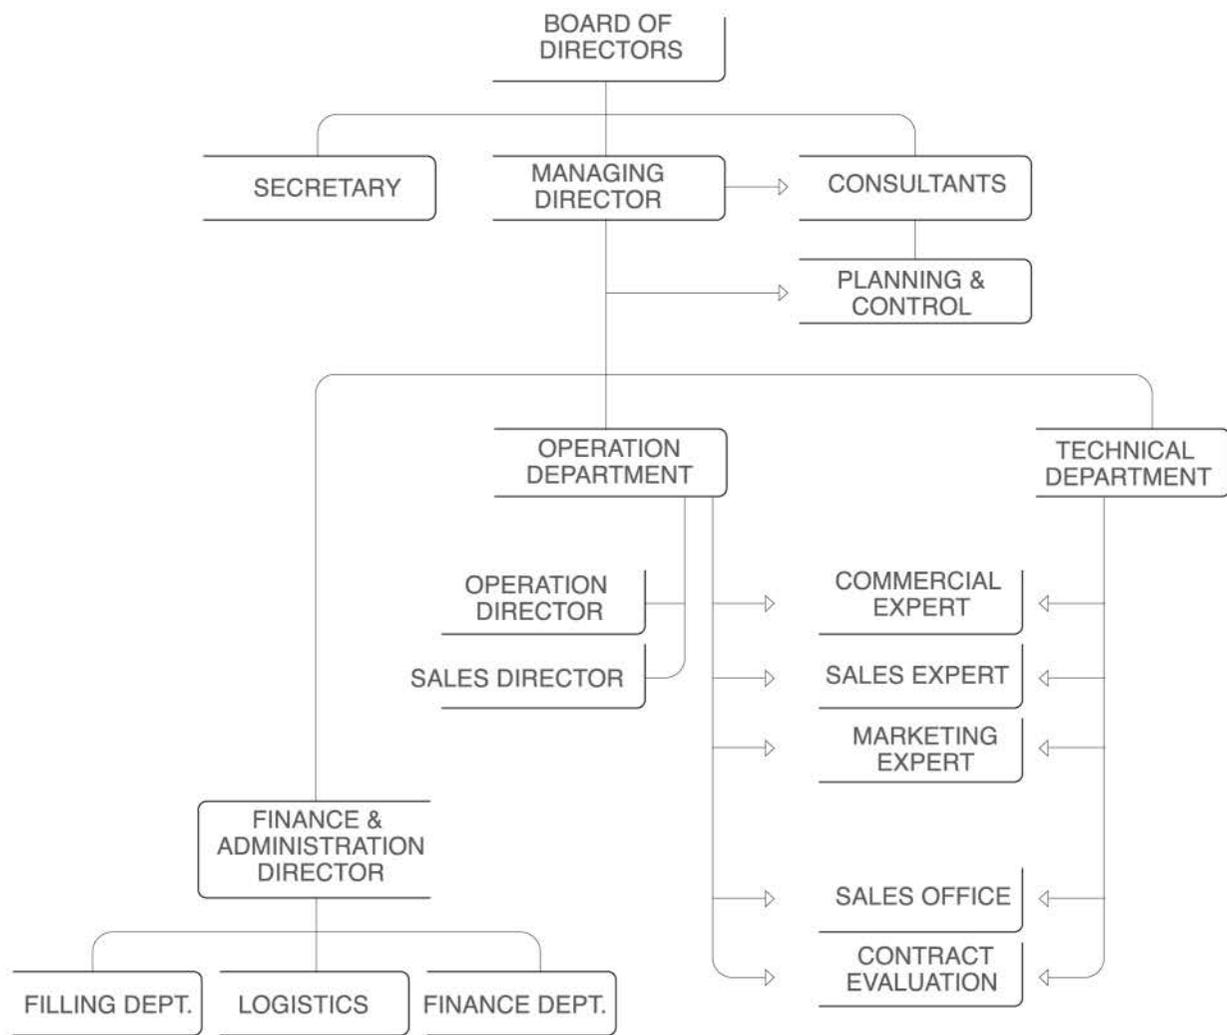 BOARD OF
DIRECTORS
SECRETARY
MANAGING
DIRECTOR
CONSULTANTS
PLANNING &
CONTROL
OPERATION
DEPARTMENT
TECHNICAL
DEPARTMENT
OPERATION
DIRECTOR
COMMERCIAL
EXPERT
SALES DIRECTOR
SALES EXPERT
MARKETING
EXPERT
FINANCE &
ADMINISTRATION
DIRECTOR
SALES OFFICE
CONTRACT
EVALUATION
FILLING DEPT.
LOGISTICS
FINANCE DEPT.